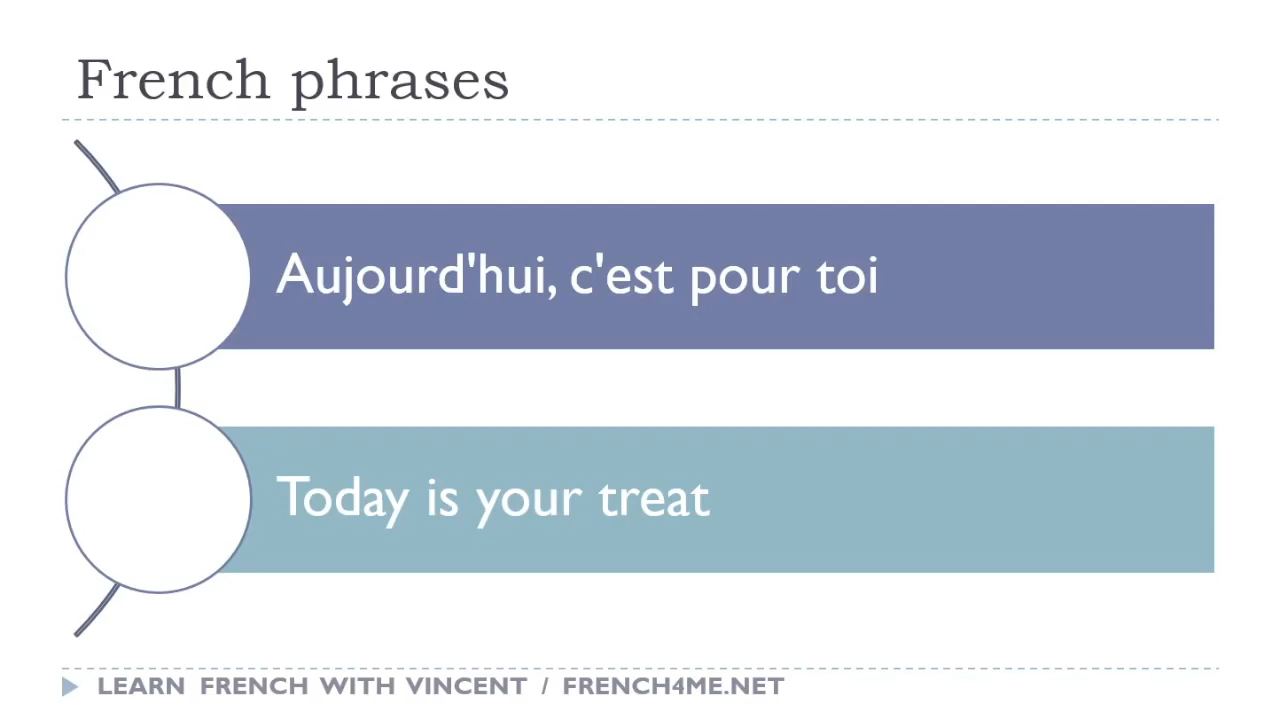 French phrases
Aujourd'hui, c'est pour toi
Today is your treat
LEARN FRENCH WITH VINCENT / FRENCH4ME.NET